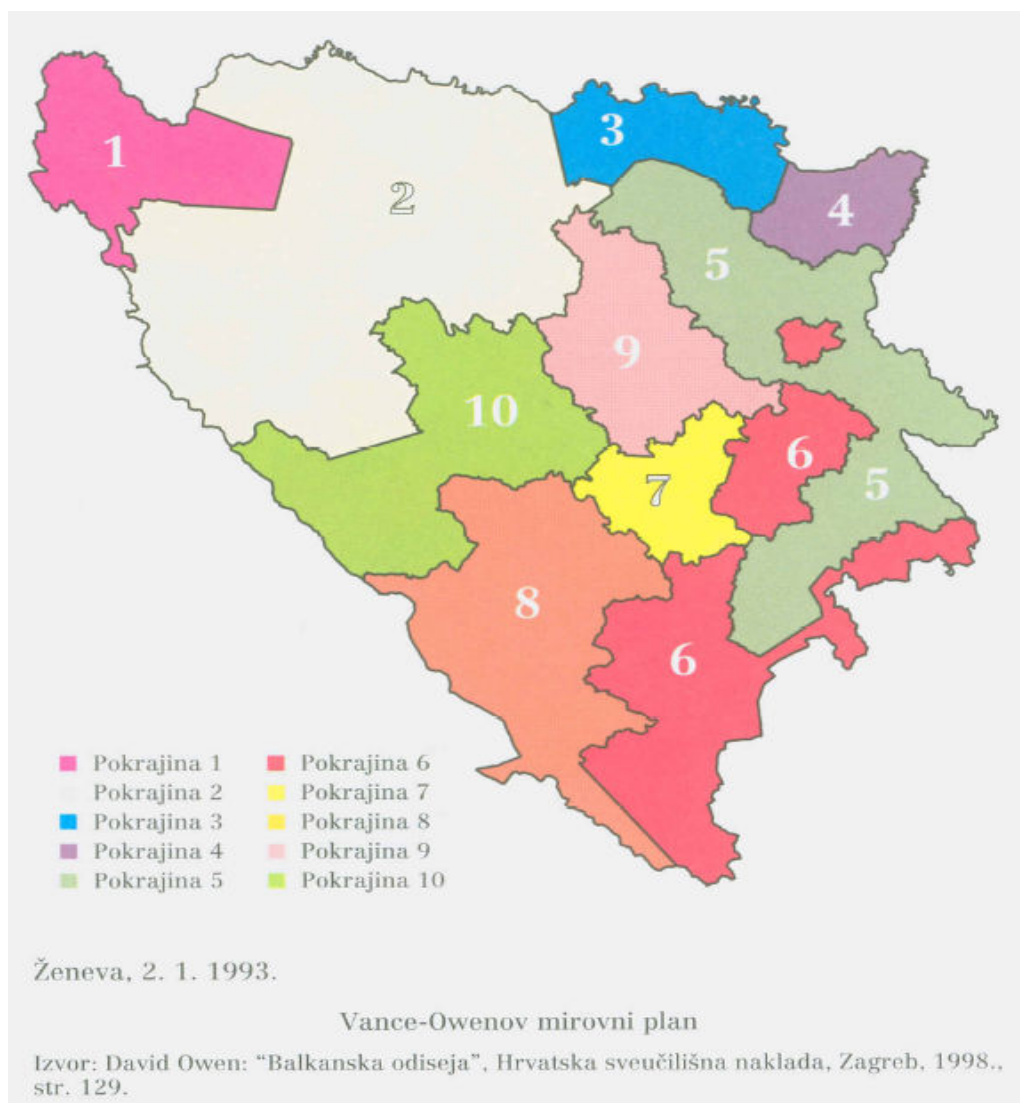 1
2
3
4
5
5
6
6
7
8
9
10
Pokrajina 1
Pokrajina 2
Pokrajina 3
Pokrajina 4
Pokrajina 5
Pokrajina 6
Pokrajina 7
Pokrajina 8
Pokrajina 9
Pokrajina 10
Ženeva, 2. 1. 1993.
Vance-Owenov mirovni plan
Izvor: David Owen: “Balkanska odiseja”, Hrvatska sveučilišna naklada, Zagreb, 1998.,
str. 129.